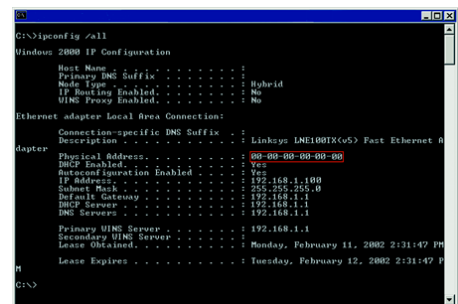 C:\>ipconfig /all
Windows 2000 IP Configuration
Host Name . . . . . . . . . . . . :
Primary DNS Suffix . . . . . . . :
Node Type . . . . . . . . . . . . : Hybrid
IP Routing Enabled. . . . . . . . : No
WINS Proxy Enabled. . . . . . . . : No
Ethernet adapter Local Area Connection:
Connection-specific DNS Suffix . :
Description . . . . . . . . . . . : Linksys LNE100TX(v5) Fast Ethernet A
dapter
Physical Address. . . . . . . . . : 00-00-00-00-00-00
DHCP Enabled. . . . . . . . . . . : Yes
Autoconfiguration Enabled . . . . : Yes
IP Address. . . . . . . . . . . . : 192.168.1.100
Subnet Mask . . . . . . . . . . . : 255.255.255.0
Default Gateway . . . . . . . . . : 192.168.1.1
DHCP Server . . . . . . . . . . . : 192.168.1.1
DNS Servers . . . . . . . . . . . : 192.168.1.1
Primary WINS Server . . . . . . . : 192.168.1.1
Secondary WINS Server . . . . . . :
Lease Obtained. . . . . . . . . . : Monday, February 11, 2002 2:31:47 PM
Lease Expires . . . . . . . . . . : Tuesday, February 12, 2002 2:31:47 P
M
C:\>